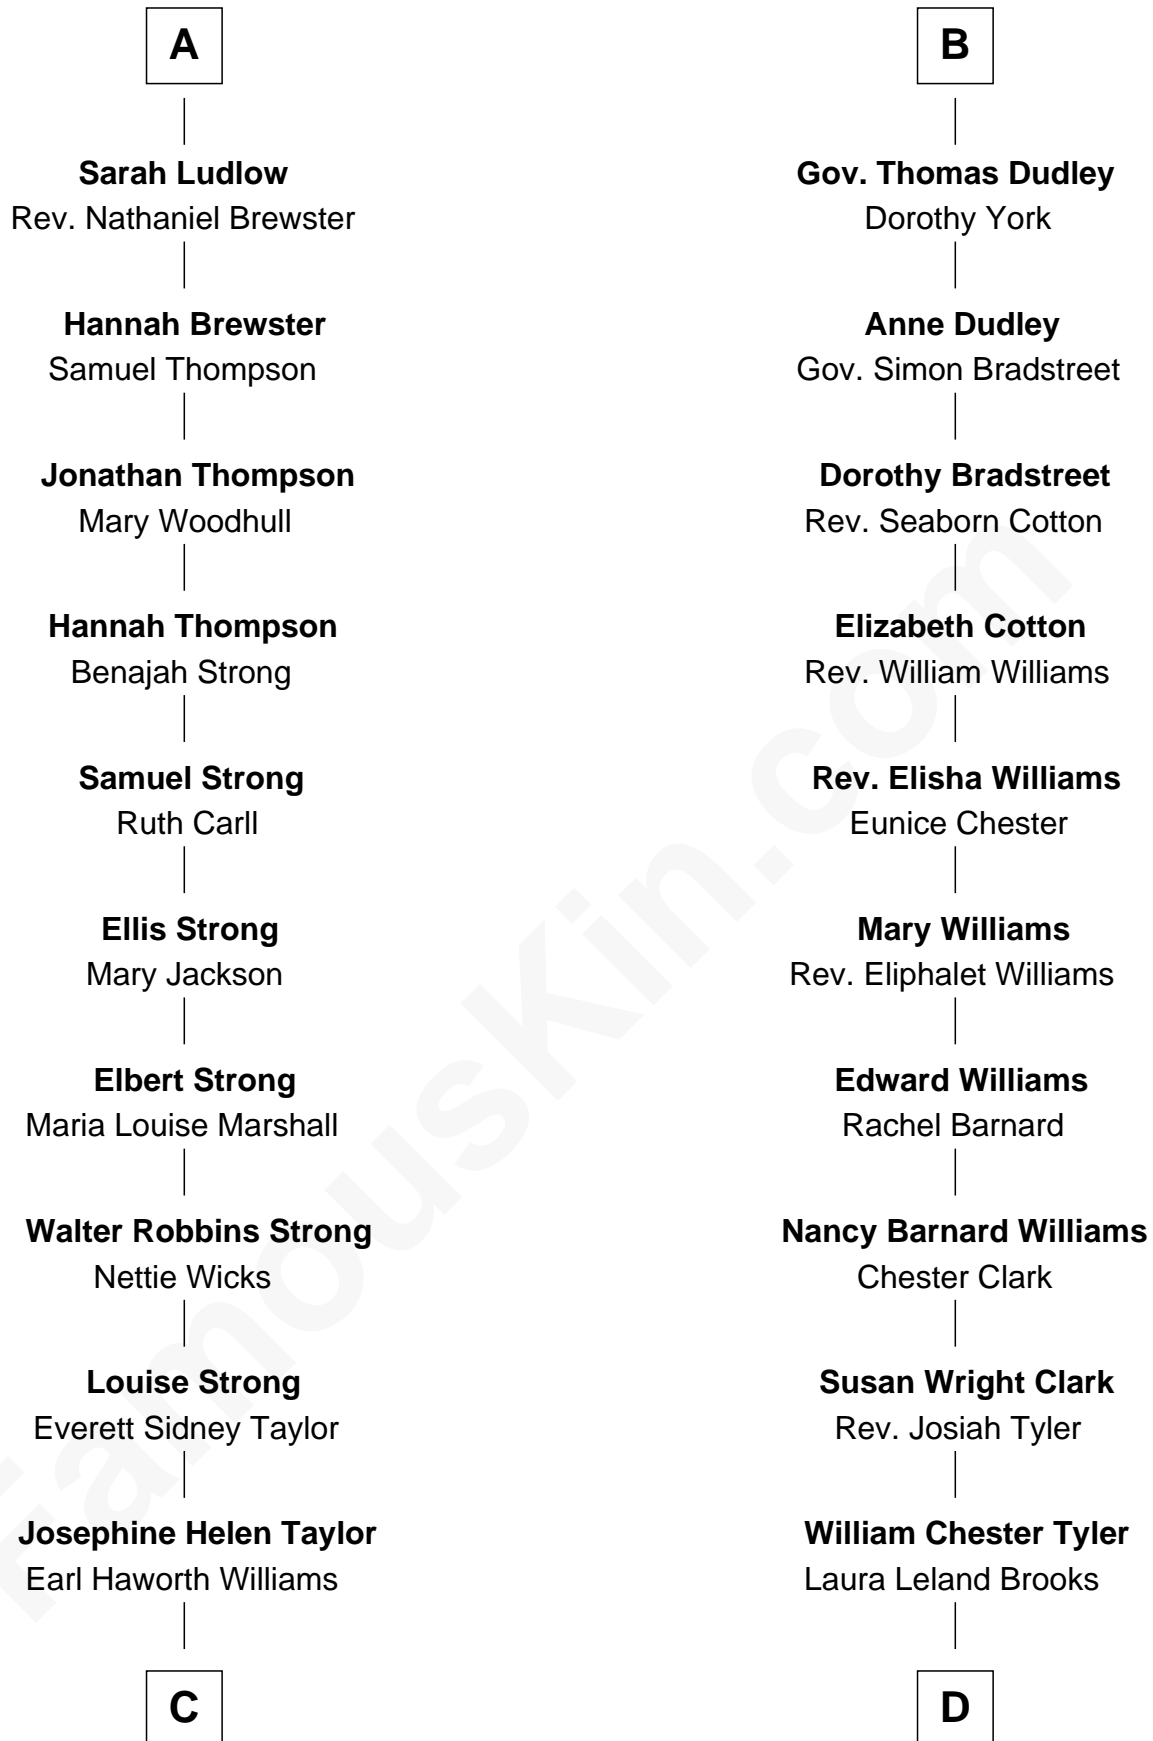 A
Sarah Ludlow
Rev. Nathaniel Brewster
Hannah Brewster
Samuel Thompson
Jonathan Thompson
Mary Woodhull
Hannah Thompson
Benajah Strong
Samuel Strong
Ruth Carll
Ellis Strong
Mary Jackson
Elbert Strong
Maria Louise Marshall
Walter Robbins Strong
Nettie Wicks
Louise Strong
Everett Sidney Taylor
Josephine Helen Taylor
Earl Haworth Williams
C
B
Gov. Thomas Dudley
Dorothy York
Anne Dudley
Gov. Simon Bradstreet
Dorothy Bradstreet
Rev. Seaborn Cotton
Elizabeth Cotton
Rev. William Williams
Rev. Elisha Williams
Eunice Chester
Mary Williams
Rev. Eliphalet Williams
Edward Williams
Rachel Barnard
Nancy Barnard Williams
Chester Clark
Susan Wright Clark
Rev. Josiah Tyler
William Chester Tyler
Laura Leland Brooks
D
FamousKin.com